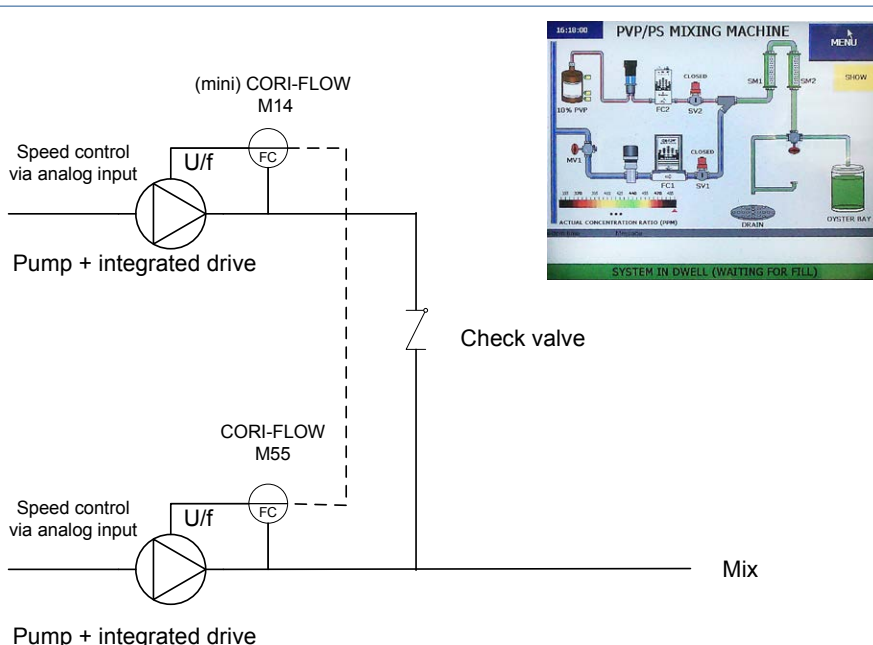 (mini) CORI-FLOW
M14
FC
Speed control
via analog input
U/f
Pump + integrated drive
Check valve
CORI-FLOW
M55
FC
Speed control
via analog input
U/f
Mix
Pump + integrated drive
16:18:00
PVP/PS MIXING MACHINE
MENU
SHOW
CLOSED
SM1
SM2
10% PVP
FC2
SV2
CLOSED
MV1
FC1
SV1
ACTUAL CONCENTRATION RATIO (PPM)
DRAIN
OYSTER BAY
SYSTEM IN DWELL (WAITING FOR FILL)